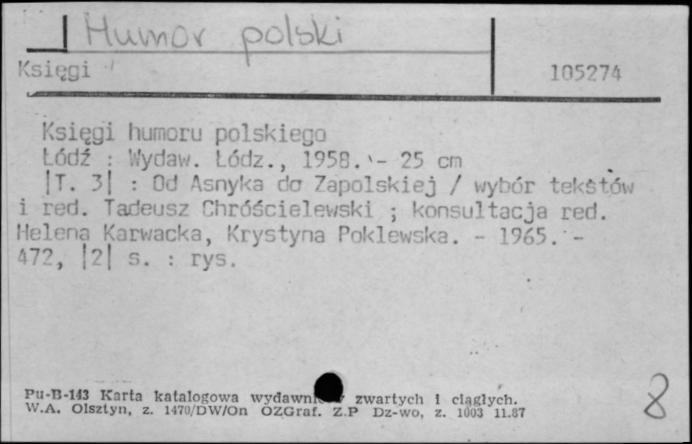 Humor polski
Księgi 105274
Księgi humoru polskiego
Łódź : Wydaw. Łódz., 1958. - 25 cm
|T. 3| : Od Asnyka do Zapolskiej / wybór tekstów
i red. Tadeusz Chróścielewski ; konsultacja red.
Helena Karwacka, Krystyna Poklewska. - 1965. -
472, |2| s. : rys.
Pu-B-143 Karta katalogowa zwartych i ciągłych.
W.A. Olsztyn, z. 1470/DW/On OZGraf. Z.P Dz-wo, z. 1003 11.87
8